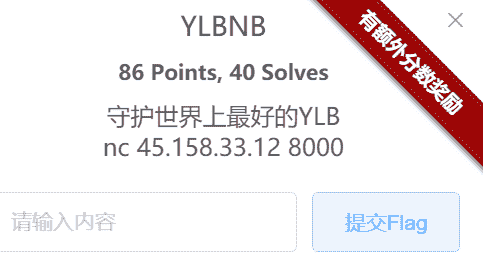 YLBNB
有额外分数奖励
86 Points, 40 Solves
守护世界上最好的YLB
nc 45.158.33.12 8000
请输入内容
提交Flag